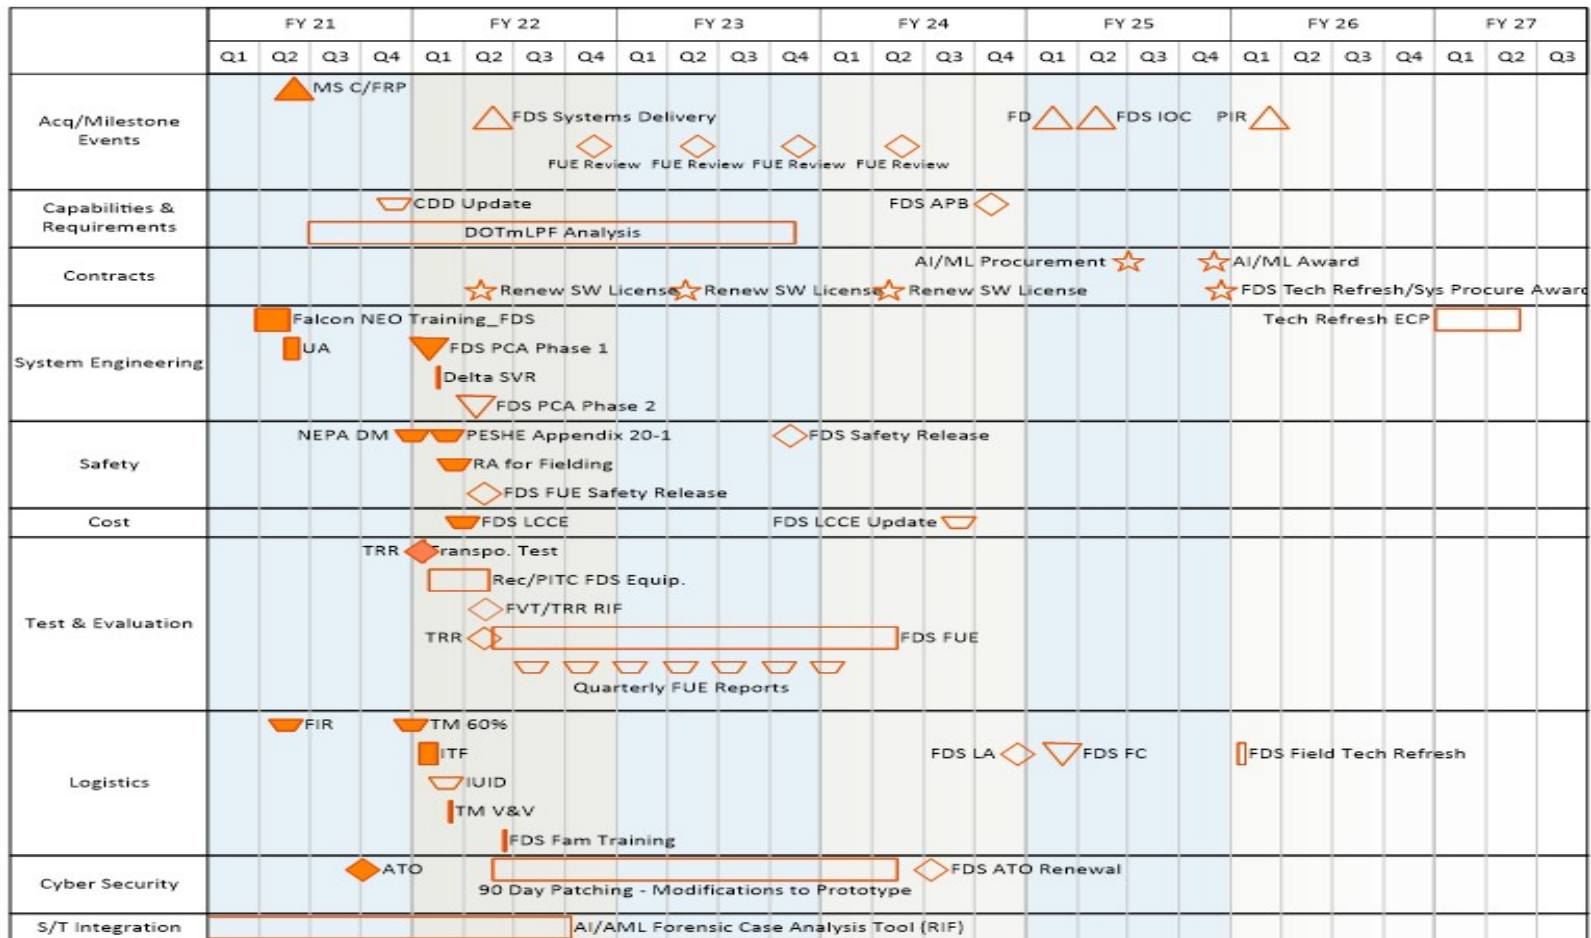 FY 21 FY 22 FY 23 FY 24 FY 25 FY 26 FY 27
Q1 Q2 Q3 Q4 Q1 Q2 Q3 Q4 Q1 Q2 Q3 Q4 Q1 Q2 Q3 Q4 Q1 Q2 Q3 Q4 Q1 Q2 Q3 Q4 Q1 Q2 Q3
Acq/Milestone
Events
MS C/FRP
FDS Systems Delivery FD FDS IOC PIR
FUE Review FUE Review FUE Review FUE Review
Capabilities &
Requirements
CDD Update FDS APB
DOTmLPF Analysis
Contracts
AI/ML Procurement AI/ML Award
Renew SW License Renew SW License Renew SW License FDS Tech Refresh/Sys Procure Award
System Engineering
Falcon NEO Training_FDS Tech Refresh ECP
UA FDS PCA Phase 1
Delta SVR
FDS PCA Phase 2
Safety
NEPA DM PESHE Appendix 20-1 FDS Safety Release
RA for Fielding
FDS FUE Safety Release
Cost
FDS LCCE FDS LCCE Update
Test & Evaluation
TRR Transpo. Test
Rec/PITC FDS Equip.
FVT/TRR RIF
TRR FDS FUE
Quarterly FUE Reports
Logistics
FIR TM 60%
ITF FDS LA FDS FC FDS Field Tech Refresh
IUID
TM V&V
FDS Fam Training
Cyber Security
ATO FDS ATO Renewal
90 Day Patching - Modifications to Prototype
S/T Integration
AI/AML Forensic Case Analysis Tool (RIF)